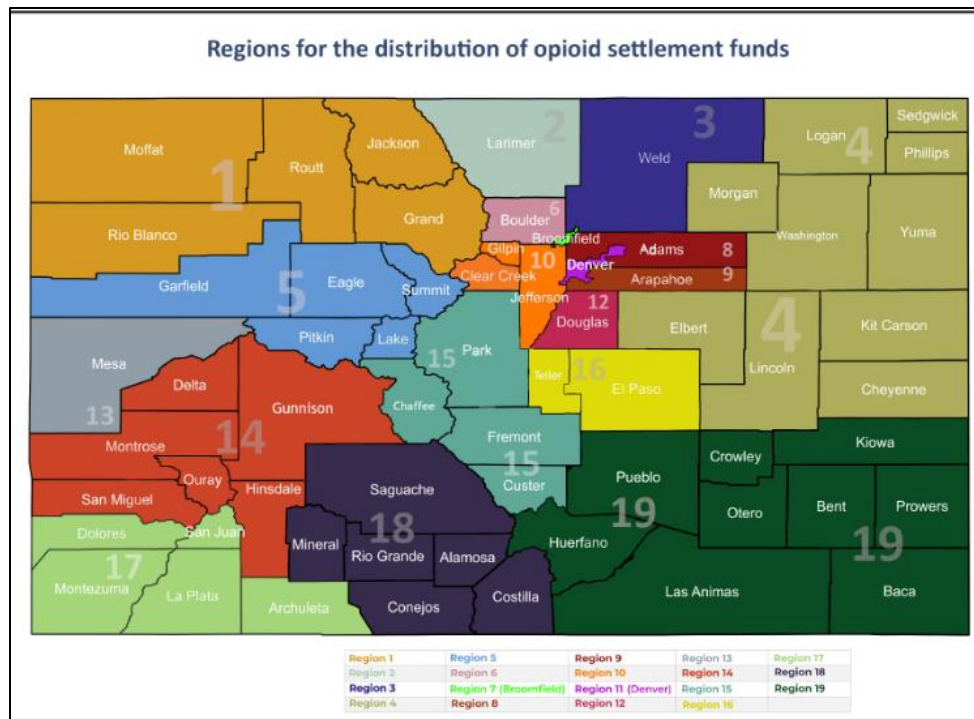 Regions for the distribution of opioid settlement funds
Moffat
Routt
Jackson
Larimer
2
Weld
3
Logan
4
Sedgwick
Phillips
1
Rio Blanco
Grand
Boulder
6
Morgan
Washington
Yuma
Broomfield
Gilpin
10
Clear Creek
Jefferson
Denver
Adams
8
Arapahoe
9
Garfield
5
Eagle
Summit
Pitkin
Lake
12
Douglas
Elbert
4
Lincoln
Kit Carson
Cheyenne
Mesa
13
15
Park
Chaffee
Teller
16
El Paso
Delta
Gunnison
Montrose
14
Ouray
San Miguel
Hinsdale
Fremont
15
Custer
Pueblo
19
Crowley
Kiowa
Otero
Bent
Prowers
19
Saguache
18
Mineral
Rio Grande
Alamosa
Huerfano
Dolores
San Juan
17
Montezuma
La Plata
Archuleta
Conejos
Costilla
Las Animas
Baca
Region 1 Region 5 Region 9 Region 13 Region 17
Region 2 Region 6 Region 10 Region 14 Region 18
Region 3 Region 7 (Broomfield) Region 11 (Denver) Region 15 Region 19
Region 4 Region 8 Region 12 Region 16